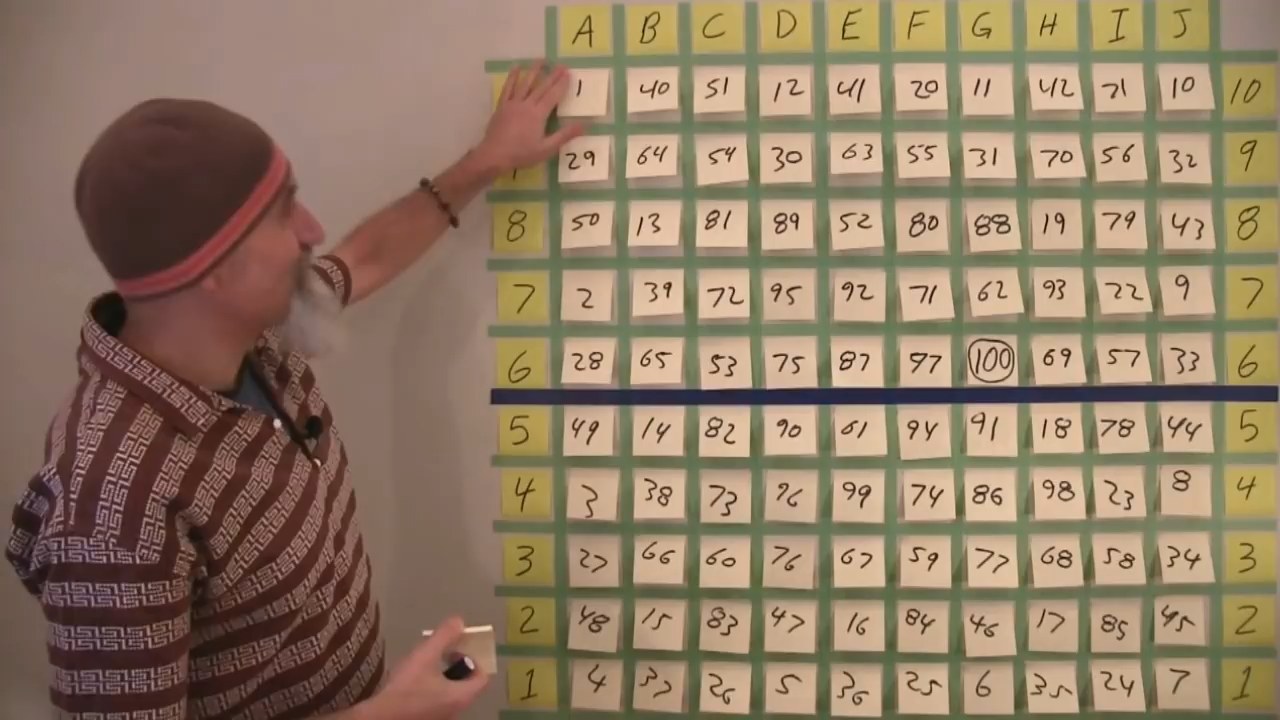 A B C D E F G H I J
1 40 51 12 41 20 11 42 21 10 10
29 64 54 30 63 55 31 70 56 32 9
8 50 13 81 89 52 80 88 19 79 43 8
7 2 39 72 95 92 71 62 93 22 9 7
6 28 65 53 75 87 97 100 69 57 33 6
5 49 14 82 90 61 94 91 18 78 44 5
4 3 38 73 96 99 74 86 98 23 8 4
3 27 66 60 76 67 59 77 68 58 34 3
2 48 15 83 47 16 84 46 17 85 45 2
1 4 37 26 5 36 25 6 35 24 7 1